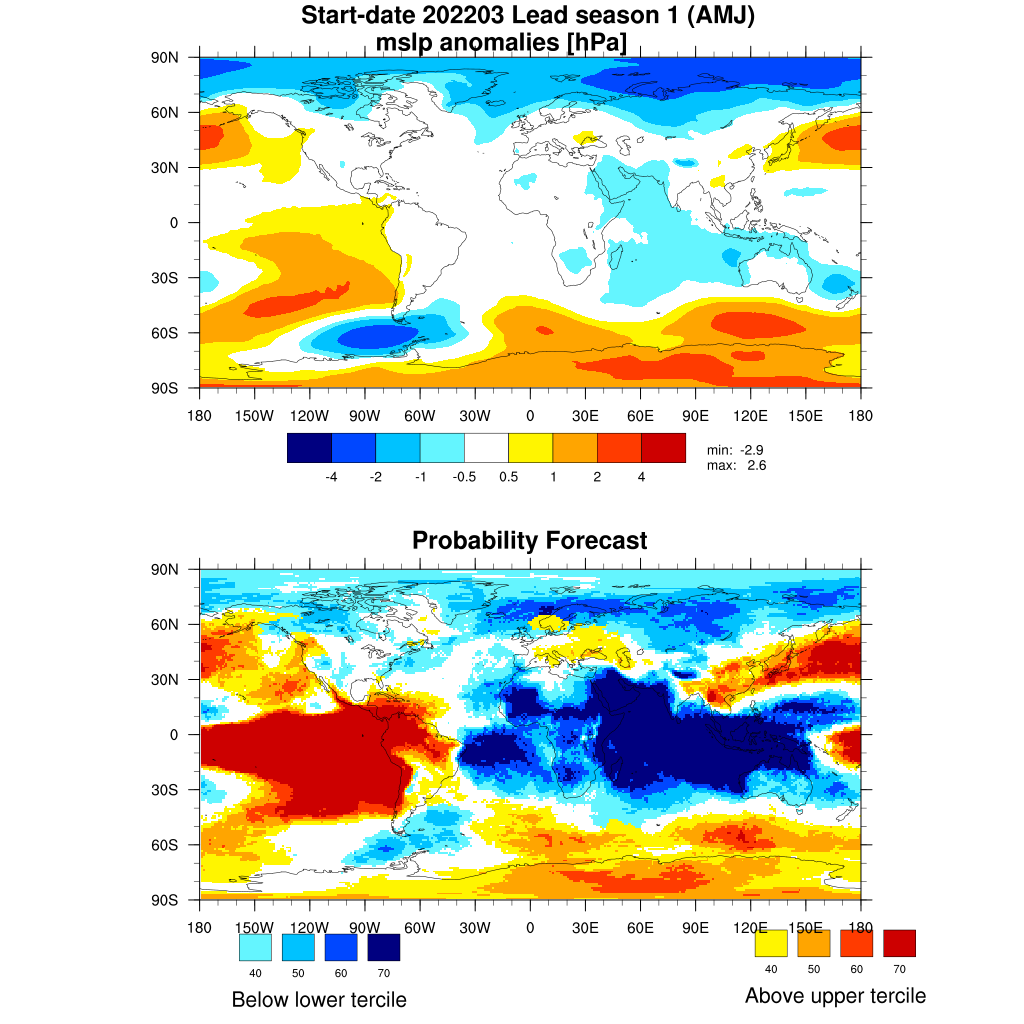 Start-date 202203 Lead season 1 (AMJ)
mslp anomalies [hPa]
90N
60N
30N
0
30S
60S
90S
180 150W 120W 90W 60W 30W 0 30E 60E 90E 120E 150E 180
-4 -2 -1 -0.5 0.5 1 2 4
min: -2.9
max: 2.6
Probability Forecast
90N
60N
30N
0
30S
60S
90S
180 150W 120W 90W 60W 30W 0 30E 60E 90E 120E 150E 180
40 50 60 70
Below lower tercile
40 50 60 70
Above upper tercile